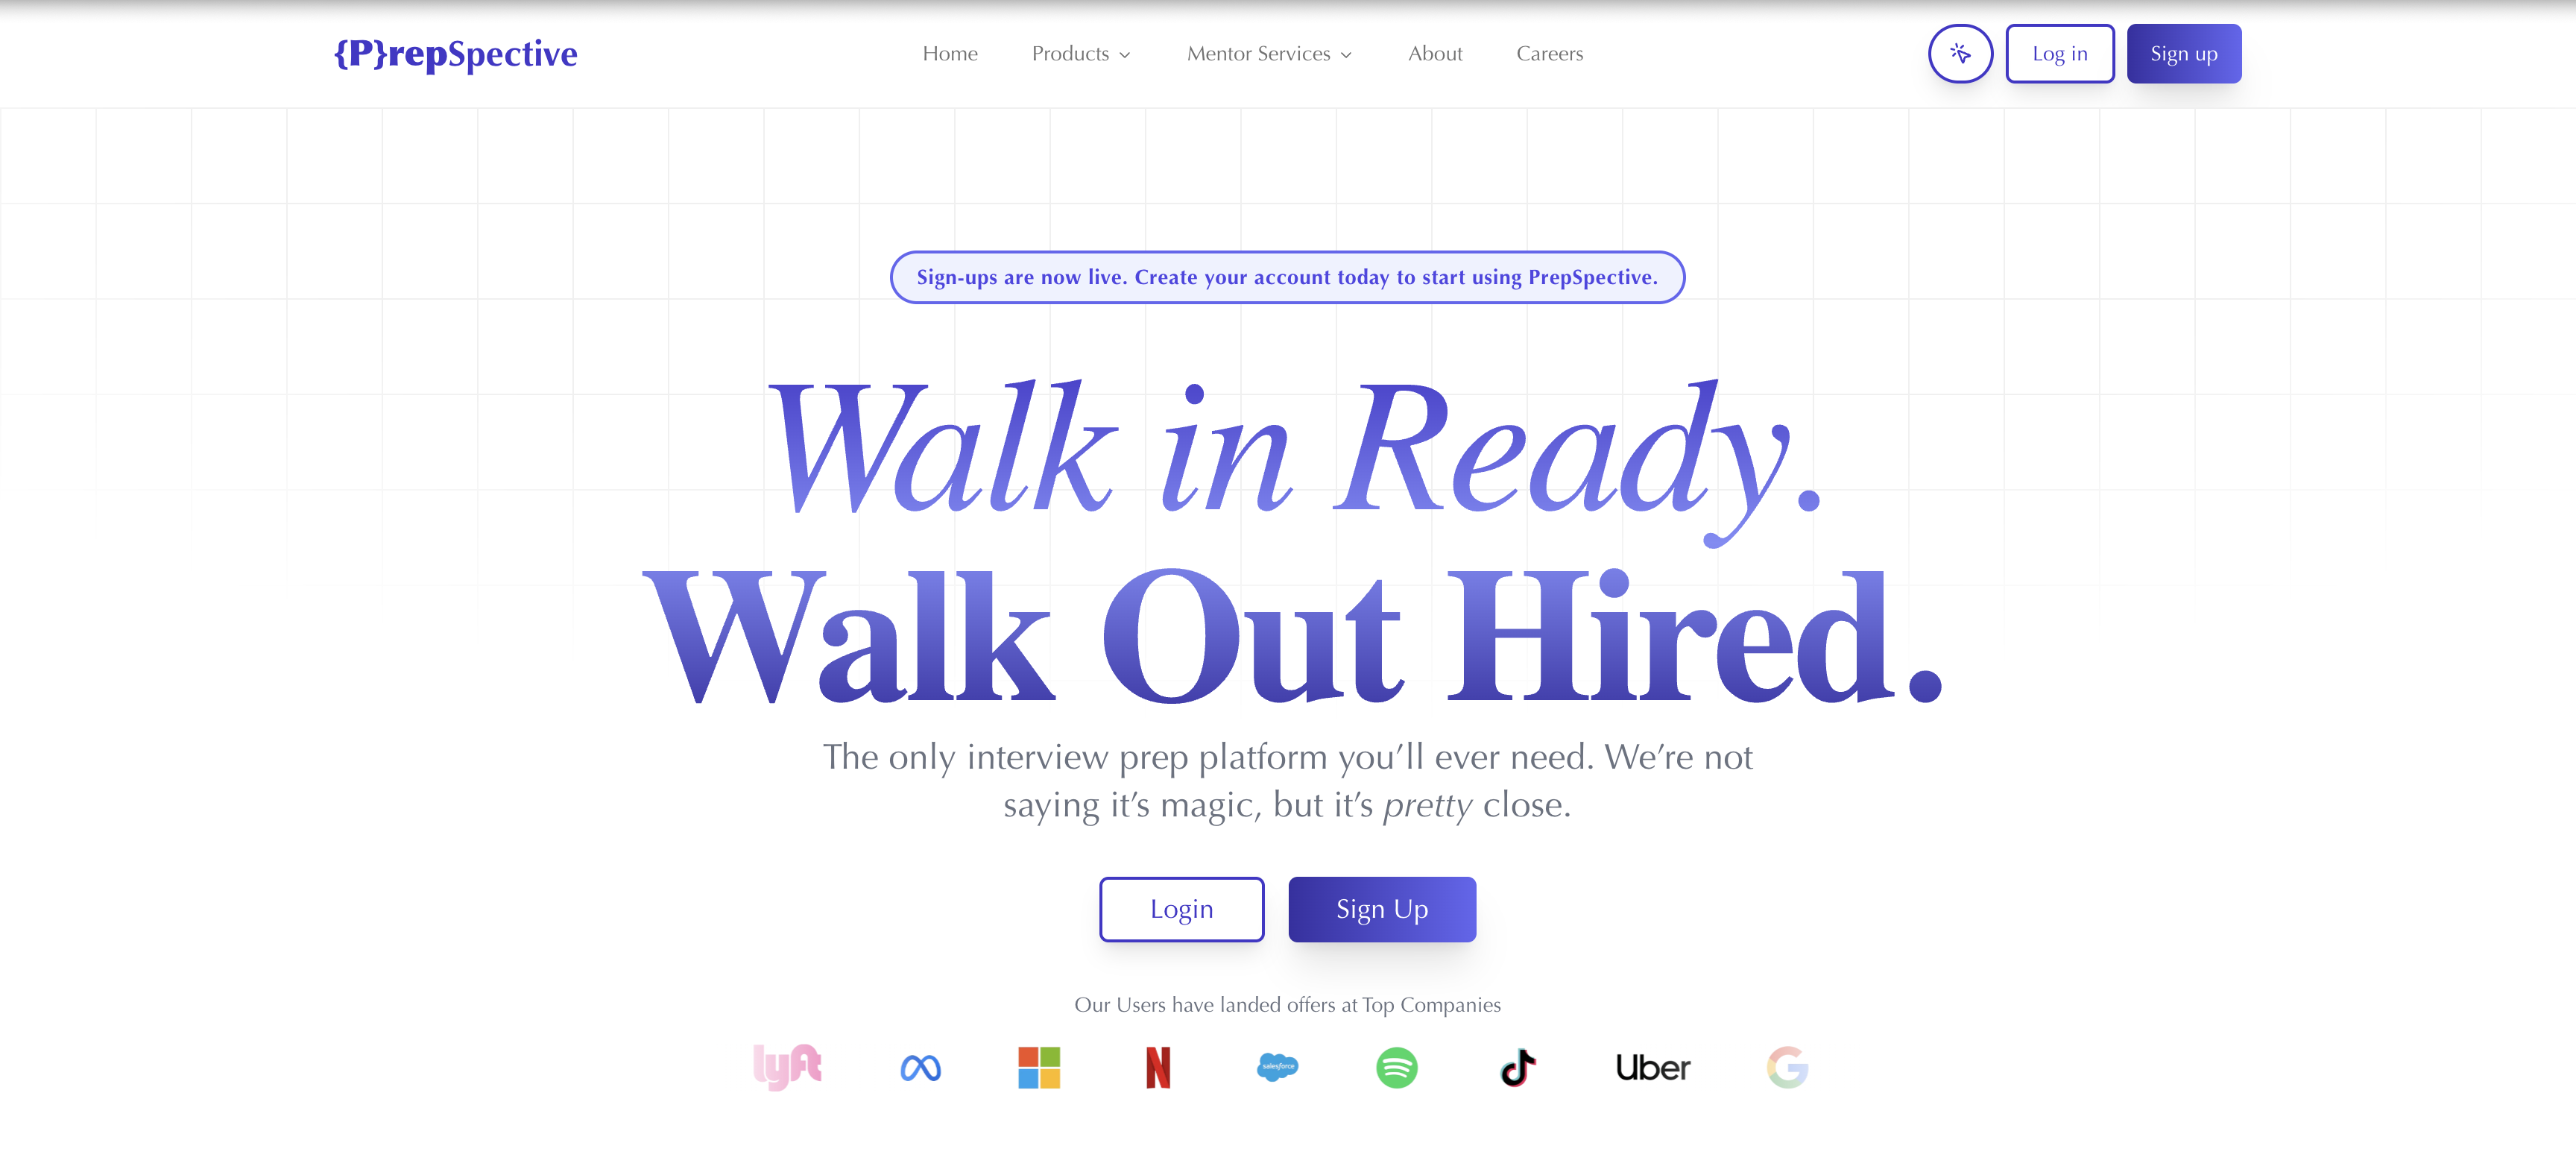 {P}repSpective
Home
Products
Mentor Services
About
Careers
Log in
Sign up
Sign-ups are now live. Create your account today to start using PrepSpective.
Walk in Ready.
Walk Out Hired.
The only interview prep platform you’ll ever need. We’re not
saying it’s magic, but it’s pretty close.
Login
Sign Up
Our Users have landed offers at Top Companies
lyft
salesforce
Uber